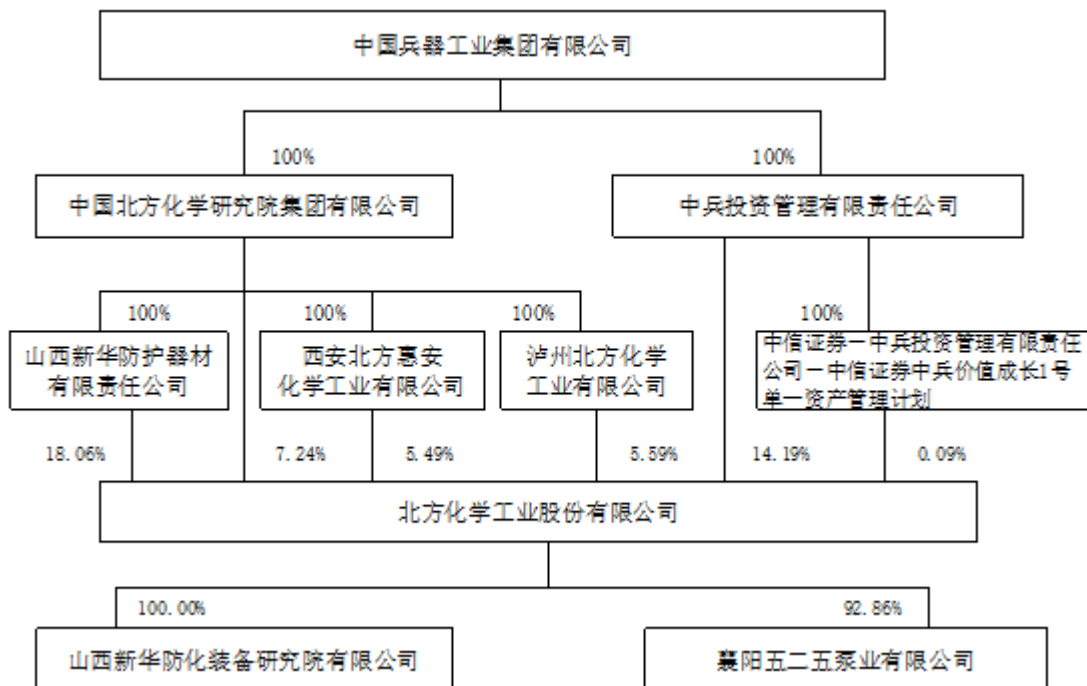 中国兵器工业集团有限公司
100%
100%
中国北方化学研究院集团有限公司
中兵投资管理有限责任公司
100%
100%
100%
100%
山西新华防护器材
有限责任公司
西安北方惠安
化学工业有限公司
泸州北方化学
工业有限公司
中信证券－中兵投资管理有限责任
公司－中信证券中兵价值成长1号
单一资产管理计划
18.06%
7.24%
5.49%
5.59%
14.19%
0.09%
北方化学工业股份有限公司
100.00%
92.86%
山西新华防化装备研究院有限公司
襄阳五二五泵业有限公司